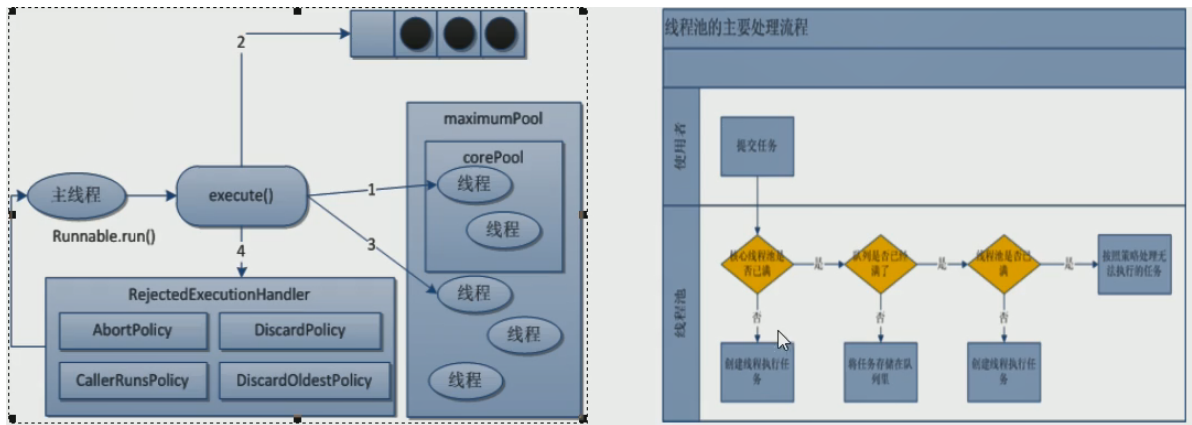 2
maximumPool
corePool
线程
线程
主线程
execute()
1
Runnable.run()
4
3
线程
线程
线程
RejectedExecutionHandler
AbortPolicy
DiscardPolicy
CallerRunsPolicy
DiscardOldestPolicy
线程池的主要处理流程
使用者
提交任务
线程池
核心线程池是
否已满
是
队列是否已经
满了
是
线程池是否已
满
是
按照策略处理无
法执行的任务
否
否
否
创建线程执行任
务
将任务存储在队
列里
创建线程执行任
务